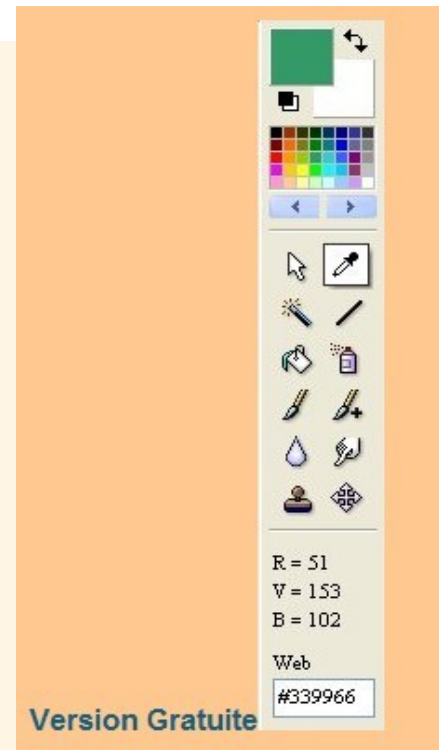 R = 51
V = 153
B = 102
Web
#339966
Version Gratuite